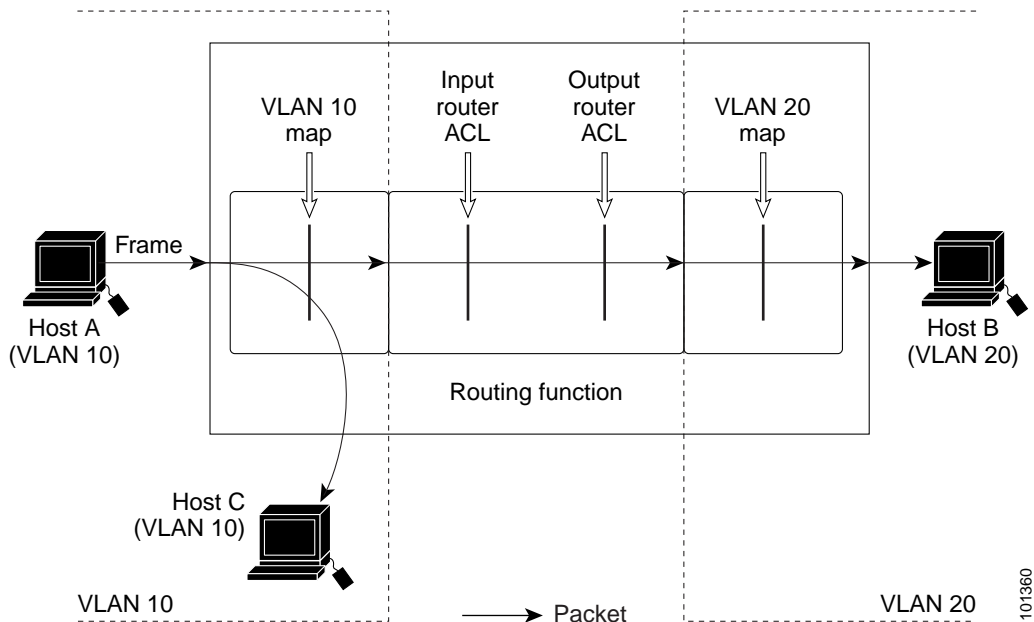 VLAN 10
map
Input
router
ACL
Output
router
ACL
VLAN 20
map
Frame
Host A
(VLAN 10)
Host B
(VLAN 20)
Routing function
Host C
(VLAN 10)
VLAN 10
Packet
VLAN 20
101360